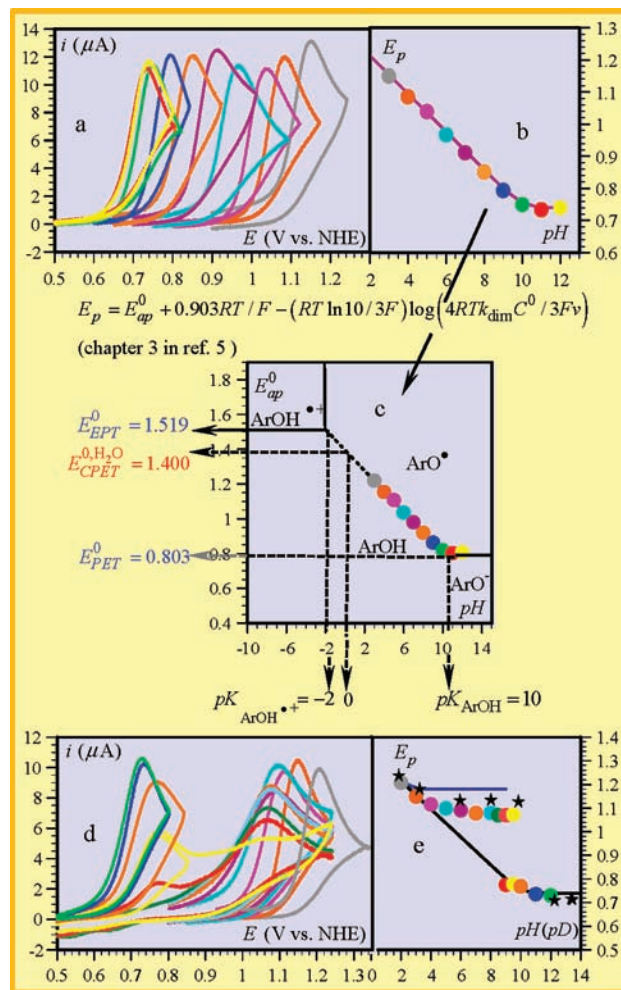 i (μA)
14
12
10
8
6
4
2
0
-2
a
E (V vs. NHE)
0.5 0.6 0.7 0.8 0.9 1 1.1 1.2 1.3
E_p
b
1.3
1.2
1.1
1
0.9
0.8
0.7
0.6
pH
2 4 6 8 10 12
E_p = E^0_ap + 0.903RT / F − (RT ln10 / 3F) log(4RTk_dim C^0 / 3Fv)
(chapter 3 in ref. 5 )
E^0_ap
c
1.8
1.6
1.4
1.2
1
0.8
0.6
0.4
ArOH^•+
ArO^•
ArOH
ArO^-
pH
-10 -6 -2 2 6 10 14
E^0_EPT = 1.519
E^0,H2O_CPET = 1.400
E^0_PET = 0.803
pK_ArOH^•+ = −2 0
pK_ArOH = 10
i (μA)
12
10
8
6
4
2
0
-2
d
E (V vs. NHE)
0.5 0.6 0.7 0.8 0.9 1 1.1 1.2 1.3
E_p
e
1.4
1.3
1.2
1.1
1
0.9
0.8
0.7
0.6
0.5
pH(pD)
0 2 4 6 8 10 12 14